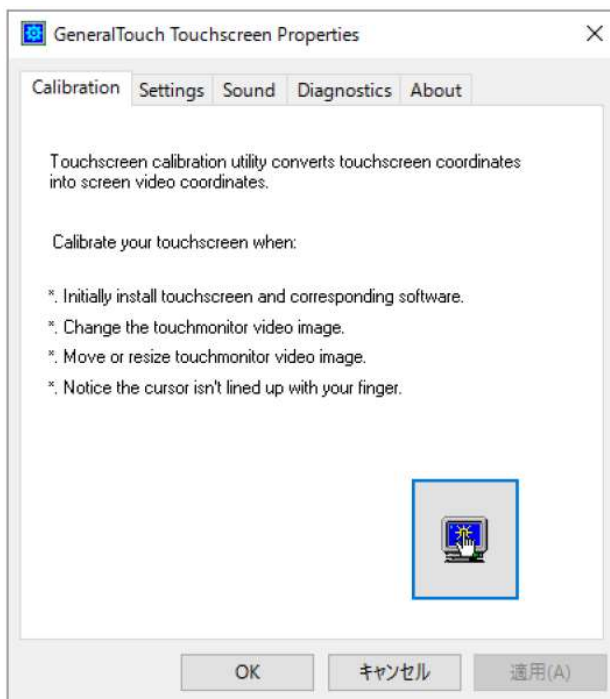 GeneralTouch Touchscreen Properties
Calibration Settings Sound Diagnostics About
Touchscreen calibration utility converts touchscreen coordinates
into screen video coordinates.
Calibrate your touchscreen when:
*. Initially install touchscreen and corresponding software.
*. Change the touchmonitor video image.
*. Move or resize touchmonitor video image.
*. Notice the cursor isn't lined up with your finger.
OK キャンセル 適用(A)